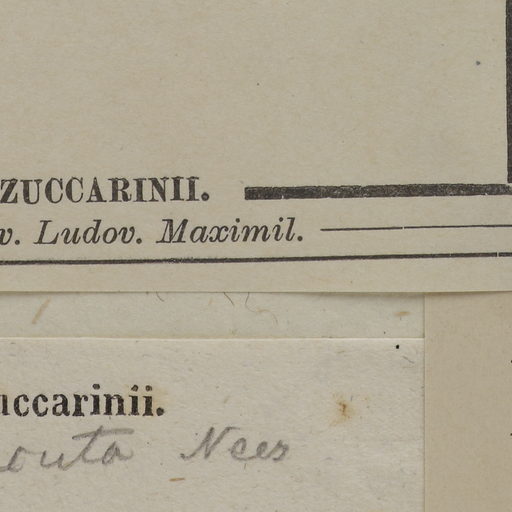 ZUCCARINII.
v. Ludov. Maximil.
uccarinii.
Nees